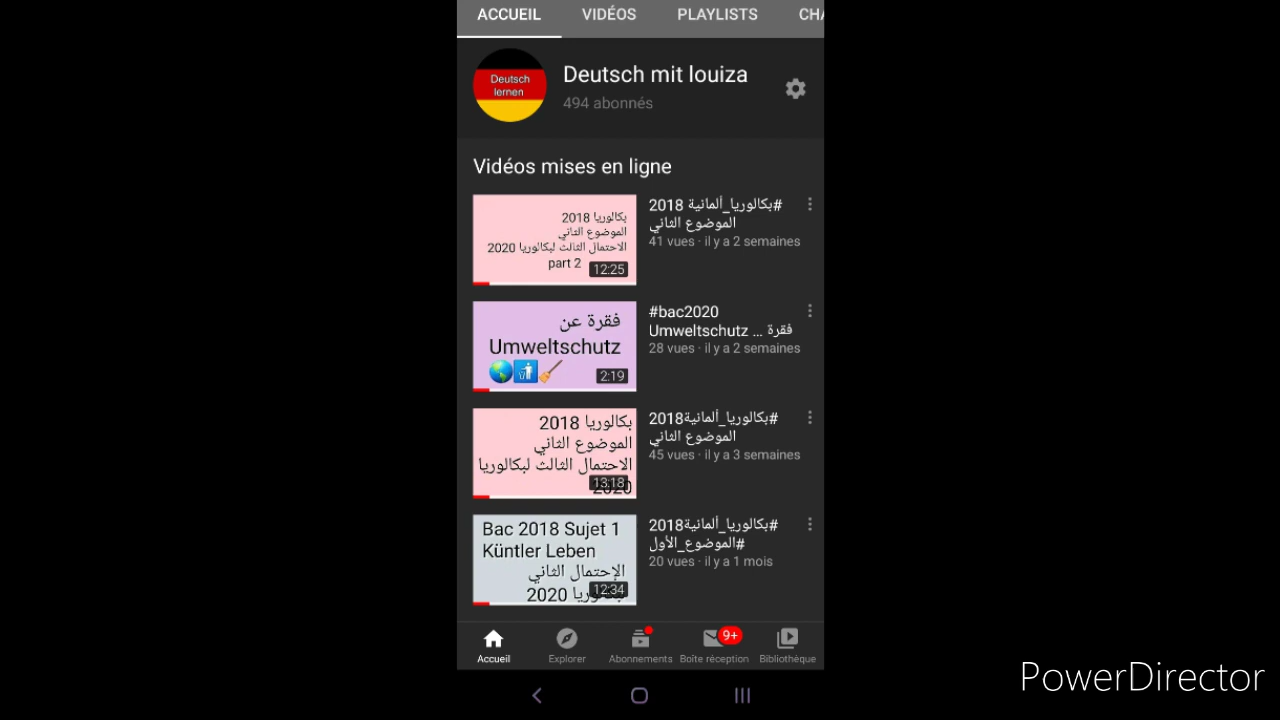 ACCUEIL VIDÉOS PLAYLISTS CHA
Deutsch lernen
Deutsch mit louiza
494 abonnés
Vidéos mises en ligne
بكالوريا 2018
الموضوع الثاني
الاحتمال الثالث لبكالوريا 2020
part 2
12:25
#بكالوريا_ألمانية 2018
الموضوع الثاني
41 vues · il y a 2 semaines
فقرة عن
Umweltschutz
2:19
#bac2020
Umweltschutz ... فقرة
28 vues · il y a 2 semaines
بكالوريا 2018
الموضوع الثاني
الاحتمال الثالث لبكالوريا
2020
13:18
#بكالوريا_ألمانية2018
الموضوع الثاني
45 vues · il y a 3 semaines
Bac 2018 Sujet 1
Küntler Leben
الإحتمال الثاني
لبكالوريا 2020
12:34
#بكالوريا_ألمانية2018
#الموضوع_الأول
20 vues · il y a 1 mois
9+
Accueil Explorer Abonnements Boîte réception Bibliothèque
PowerDirector